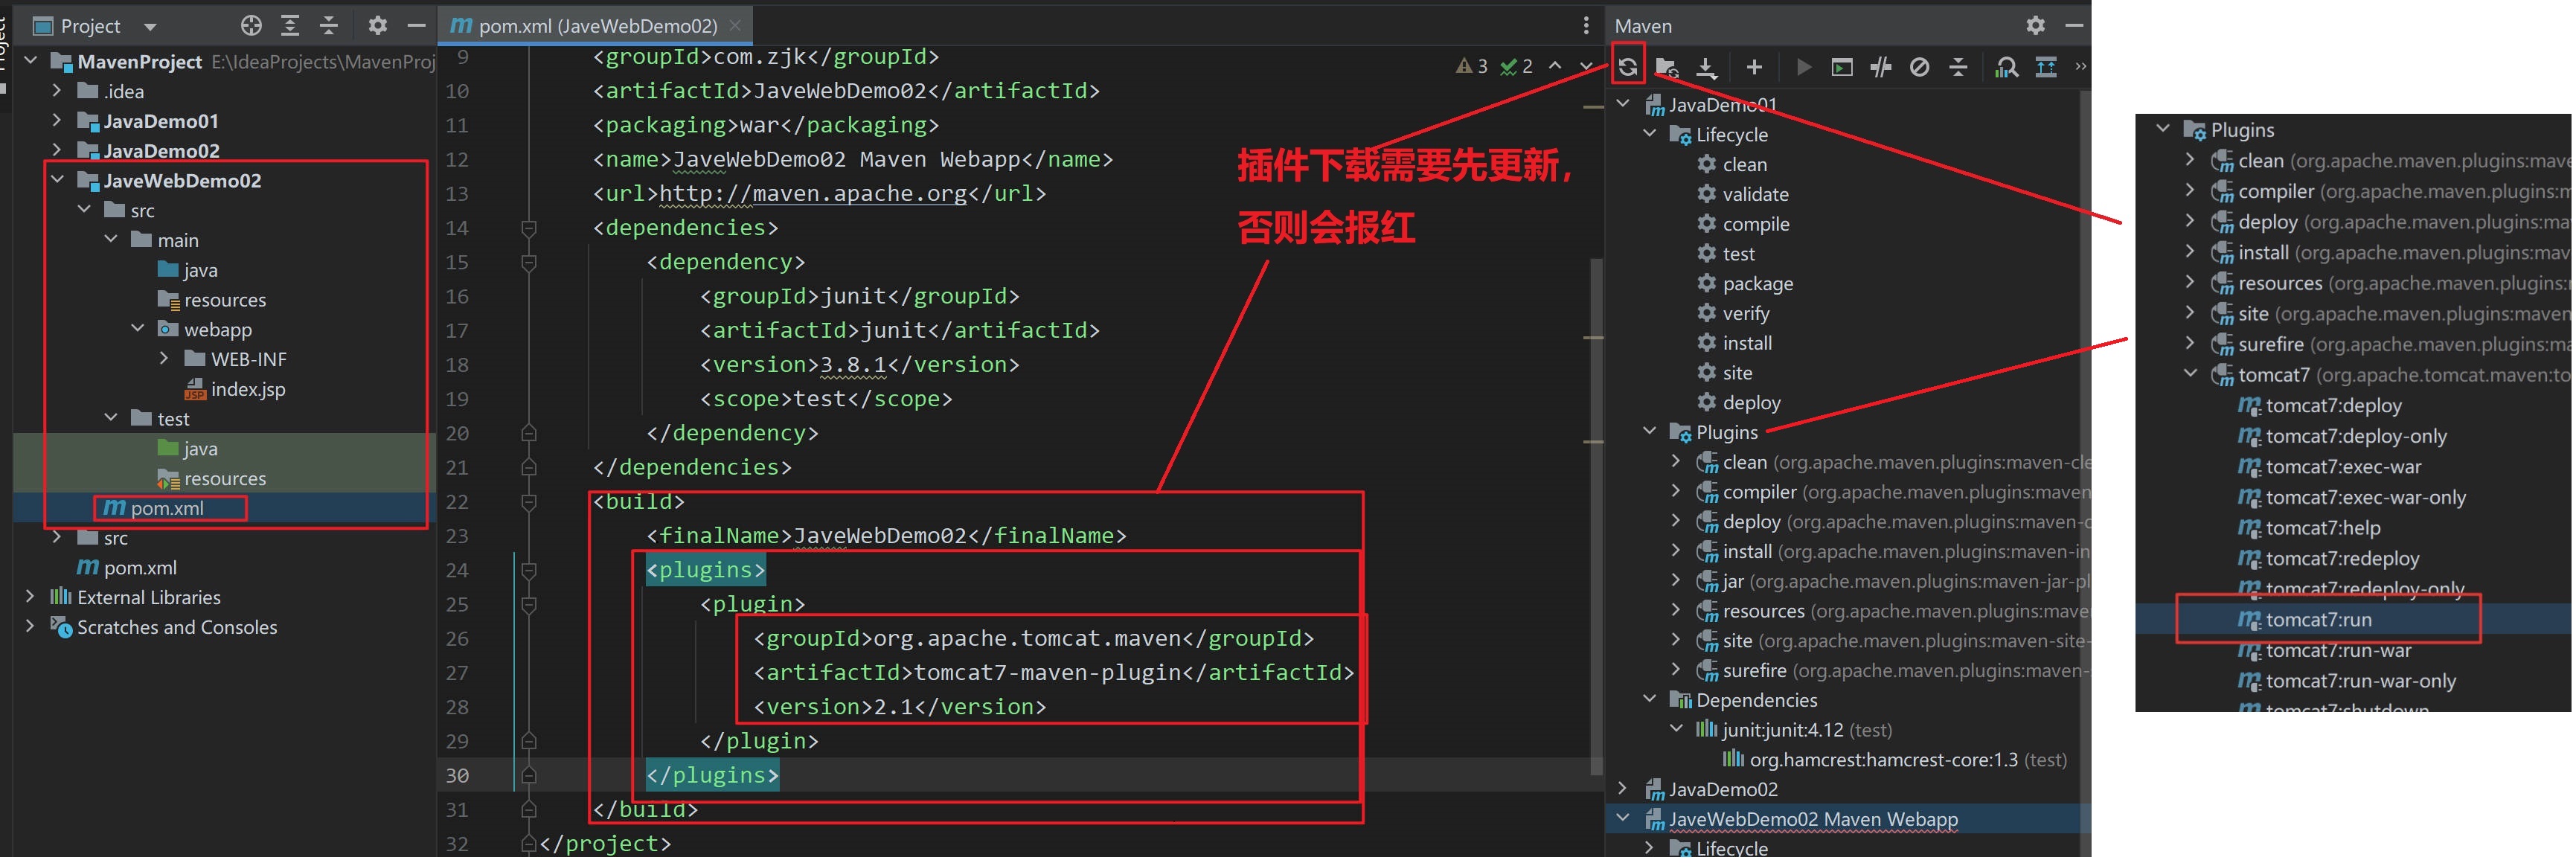 Project
MavenProject E:\IdeaProjects\MavenProj
.idea
JavaDemo01
JavaDemo02
JaveWebDemo02
src
main
java
resources
webapp
WEB-INF
index.jsp
test
java
resources
pom.xml
src
pom.xml
External Libraries
Scratches and Consoles
pom.xml (JaveWebDemo02)
3 2
9 <groupId>com.zjk</groupId>
10 <artifactId>JaveWebDemo02</artifactId>
11 <packaging>war</packaging>
12 <name>JaveWebDemo02 Maven Webapp</name>
13 <url>http://maven.apache.org</url>
14 <dependencies>
15 <dependency>
16 <groupId>junit</groupId>
17 <artifactId>junit</artifactId>
18 <version>3.8.1</version>
19 <scope>test</scope>
20 </dependency>
21 </dependencies>
22 <build>
23 <finalName>JaveWebDemo02</finalName>
24 <plugins>
25 <plugin>
26 <groupId>org.apache.tomcat.maven</groupId>
27 <artifactId>tomcat7-maven-plugin</artifactId>
28 <version>2.1</version>
29 </plugin>
30 </plugins>
31 </build>
32 </project>
插件下载需要先更新，
否则会报红
Maven
JavaDemo01
Lifecycle
clean
validate
compile
test
package
verify
install
site
deploy
Plugins
clean (org.apache.maven.plugins:maven-cle
compiler (org.apache.maven.plugins:maven
deploy (org.apache.maven.plugins:maven-d
install (org.apache.maven.plugins:maven-in
jar (org.apache.maven.plugins:maven-jar-pl
resources (org.apache.maven.plugins:mave
site (org.apache.maven.plugins:maven-site-
surefire (org.apache.maven.plugins:maven-
Dependencies
junit:junit:4.12 (test)
org.hamcrest:hamcrest-core:1.3 (test)
JavaDemo02
JaveWebDemo02 Maven Webapp
Lifecycle
Plugins
clean (org.apache.maven.plugins:mave
compiler (org.apache.maven.plugins:m
deploy (org.apache.maven.plugins:ma
install (org.apache.maven.plugins:mav
resources (org.apache.maven.plugins:
site (org.apache.maven.plugins:maven
surefire (org.apache.maven.plugins:ma
tomcat7 (org.apache.tomcat.maven:to
tomcat7:deploy
tomcat7:deploy-only
tomcat7:exec-war
tomcat7:exec-war-only
tomcat7:help
tomcat7:redeploy
tomcat7:redeploy-only
tomcat7:run
tomcat7:run-war
tomcat7:run-war-only
tomcat7:shutdown